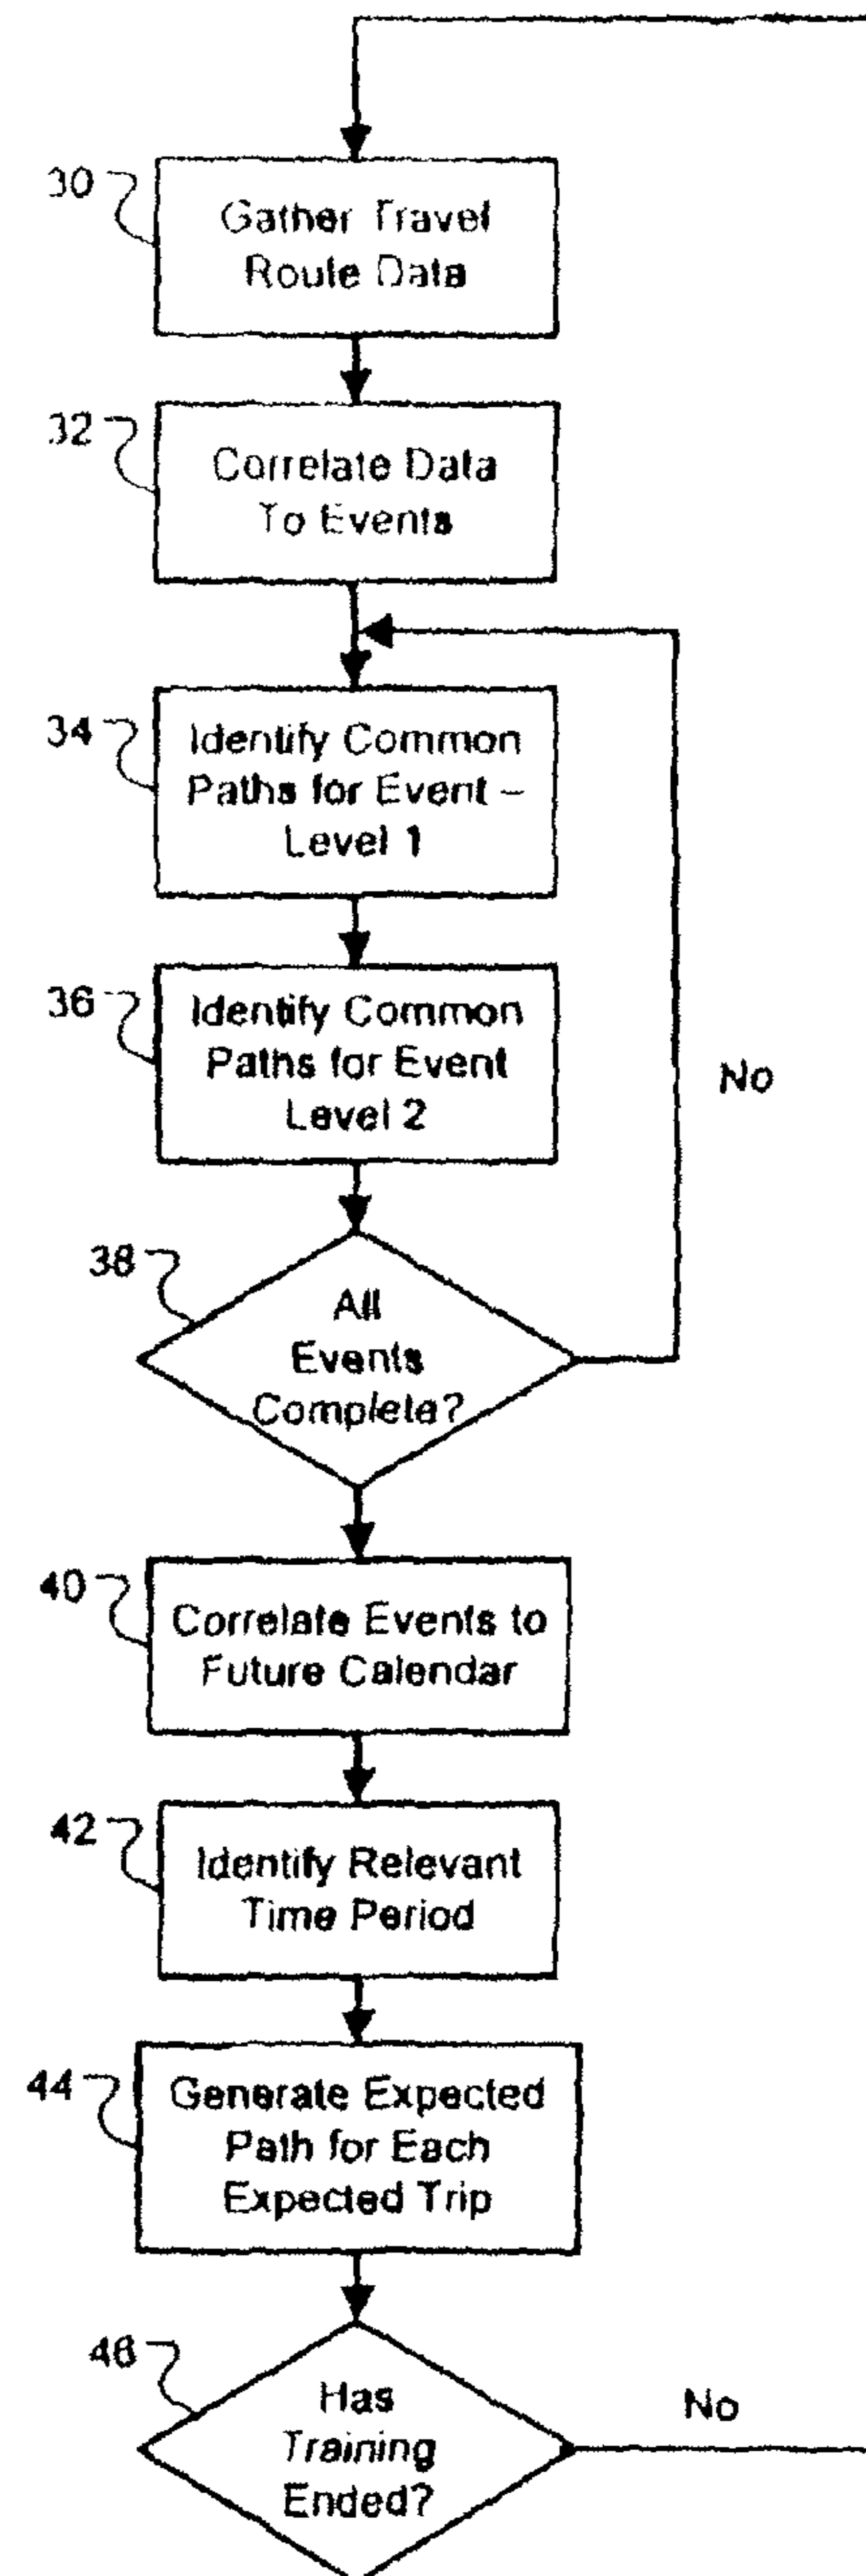 30
Gather Travel
Route Data
32
Correlate Data
To Events
34
Identify Common
Paths for Event –
Level 1
36
Identify Common
Paths for Event
Level 2
No
38
All
Events
Complete?
40
Correlate Events to
Future Calendar
42
Identify Relevant
Time Period
44
Generate Expected
Path for Each
Expected Trip
46
Has
Training
Ended?
No